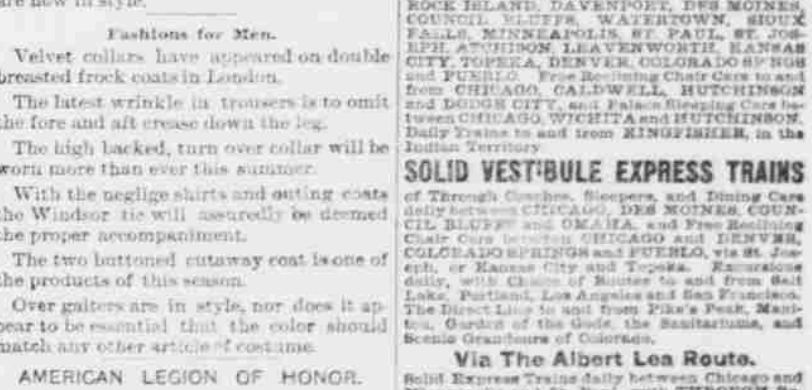 are now in style.
Fashions for Men.
Velvet collars have appeared on double
breasted frock coats in London.
The latest wrinkle in trousers is to omit
the fore and aft crease down the leg.
The high backed, turn over collar will be
worn more than ever this summer.
With the neglige shirts and outing coats
the Windsor tie will assuredly be deemed
the proper accompaniment.
The two buttoned cutaway coat is one of
the products of this season.
Over gaiters are in style, nor does it ap-
pear to be essential that the color should
match any other article of costume.
AMERICAN LEGION OF HONOR.
ROCK ISLAND, DAVENPORT, DES MOINES,
COUNCIL BLUFFS, WATERTOWN, SIOUX
FALLS, MINNEAPOLIS, ST. PAUL, ST. JOS-
EPH, ATCHISON, LEAVENWORTH, KANSAS
CITY, TOPEKA, DENVER, COLORADO SPNGS
and PUEBLO. Free Reclining Chair Cars to and
from CHICAGO, CALDWELL, HUTCHINSON
and DODGE CITY, and Palace Sleeping Cars be-
tween CHICAGO, WICHITA and HUTCHINSON.
Daily Trains to and from KINGFISHER, in the
Indian Territory.
SOLID VESTIBULE EXPRESS TRAINS
of Through Coaches, Sleepers, and Dining Cars
daily between CHICAGO, DES MOINES, COUN-
CIL BLUFFS and OMAHA, and Free Reclining
Chair Cars between CHICAGO and DENVER,
COLORADO SPRINGS and PUEBLO, via St. Jos-
eph, or Kansas City and Topeka. Excursions
daily, with Choice of Routes to and from Salt
Lake, Portland, Los Angeles and San Francisco.
The Direct Line to and from Pike's Peak, Mani-
tou, Garden of the Gods, the Sanitariums, and
Scenic Grandeurs of Colorado.
Via The Albert Lea Route.
Solid Express Trains daily between Chicago and